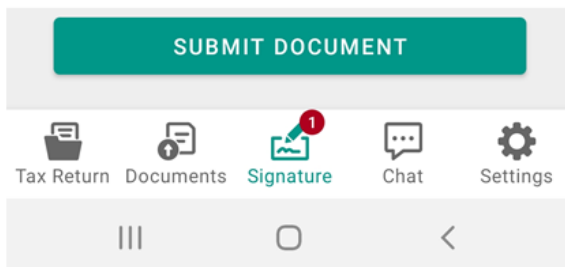 SUBMIT DOCUMENT
1
Tax Return Documents Signature Chat Settings